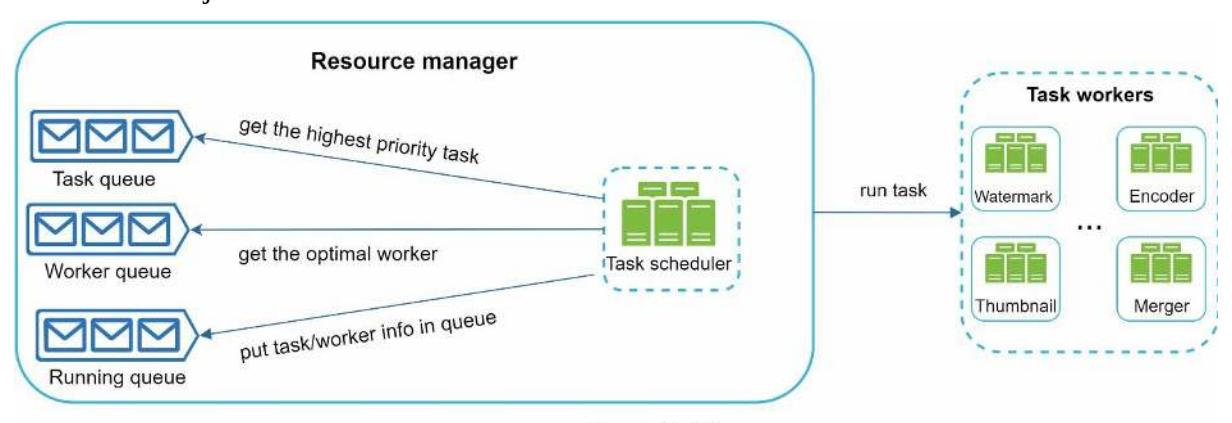 Resource manager
get the highest priority task
Task queue
get the optimal worker
Worker queue
Task scheduler
put task/worker info in queue
Running queue
run task
Task workers
Watermark
Encoder
...
Thumbnail
Merger